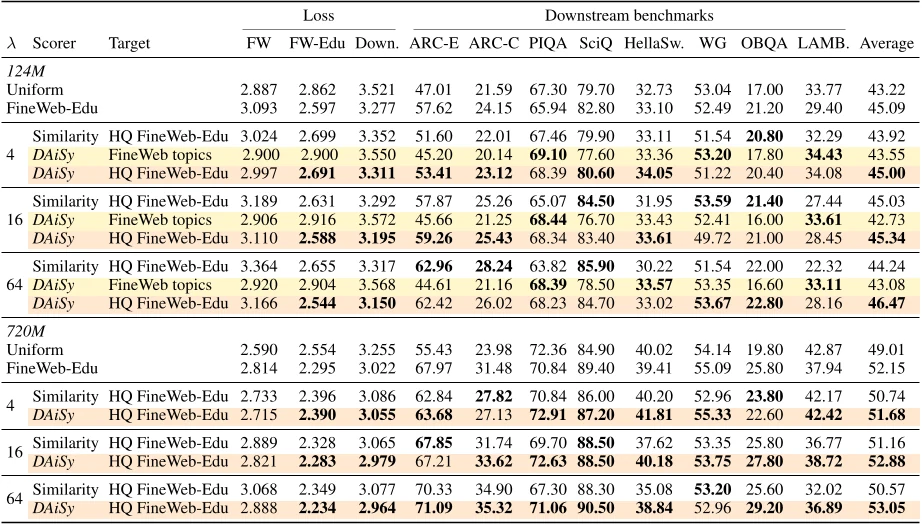 Loss Downstream benchmarks
λ Scorer Target FW FW-Edu Down. ARC-E ARC-C PIQA SciQ HellaSw. WG OBQA LAMB. Average
124M
Uniform 2.887 2.862 3.521 47.01 21.59 67.30 79.70 32.73 53.04 17.00 33.77 43.22
FineWeb-Edu 3.093 2.597 3.277 57.62 24.15 65.94 82.80 33.10 52.49 21.20 29.40 45.09
Similarity HQ FineWeb-Edu 3.024 2.699 3.352 51.60 22.01 67.46 79.90 33.11 51.54 20.80 32.29 43.92
4 DAiSy FineWeb topics 2.900 2.900 3.550 45.20 20.14 69.10 77.60 33.36 53.20 17.80 34.43 43.55
DAiSy HQ FineWeb-Edu 2.997 2.691 3.311 53.41 23.12 68.39 80.60 34.05 51.22 20.40 34.08 45.00
Similarity HQ FineWeb-Edu 3.189 2.631 3.292 57.87 25.26 65.07 84.50 31.95 53.59 21.40 27.44 45.03
16 DAiSy FineWeb topics 2.906 2.916 3.572 45.66 21.25 68.44 76.70 33.43 52.41 16.00 33.61 42.73
DAiSy HQ FineWeb-Edu 3.110 2.588 3.195 59.26 25.43 68.34 83.40 33.61 49.72 21.00 28.45 45.34
Similarity HQ FineWeb-Edu 3.364 2.655 3.317 62.96 28.24 63.82 85.90 30.22 51.54 22.00 22.32 44.24
64 DAiSy FineWeb topics 2.920 2.904 3.568 44.61 21.16 68.39 78.50 33.57 53.35 16.60 33.11 43.08
DAiSy HQ FineWeb-Edu 3.166 2.544 3.150 62.42 26.02 68.23 84.70 33.02 53.67 22.80 28.16 46.47
720M
Uniform 2.590 2.554 3.255 55.43 23.98 72.36 84.90 40.02 54.14 19.80 42.87 49.01
FineWeb-Edu 2.814 2.295 3.022 67.97 31.48 70.84 89.40 39.41 55.09 25.80 37.94 52.15
4 Similarity HQ FineWeb-Edu 2.733 2.396 3.086 62.84 27.82 70.84 86.00 40.20 52.96 23.80 42.17 50.74
DAiSy HQ FineWeb-Edu 2.715 2.390 3.055 63.68 27.13 72.91 87.20 41.81 55.33 22.60 42.42 51.68
16 Similarity HQ FineWeb-Edu 2.889 2.328 3.065 67.85 31.74 69.70 88.50 37.62 53.35 25.80 36.77 51.16
DAiSy HQ FineWeb-Edu 2.821 2.283 2.979 67.21 33.62 72.63 88.50 40.18 53.75 27.80 38.72 52.88
64 Similarity HQ FineWeb-Edu 3.068 2.349 3.077 70.33 34.90 67.30 88.30 35.08 53.20 25.60 32.02 50.57
DAiSy HQ FineWeb-Edu 2.888 2.234 2.964 71.09 35.32 71.06 90.50 38.84 52.96 29.20 36.89 53.05